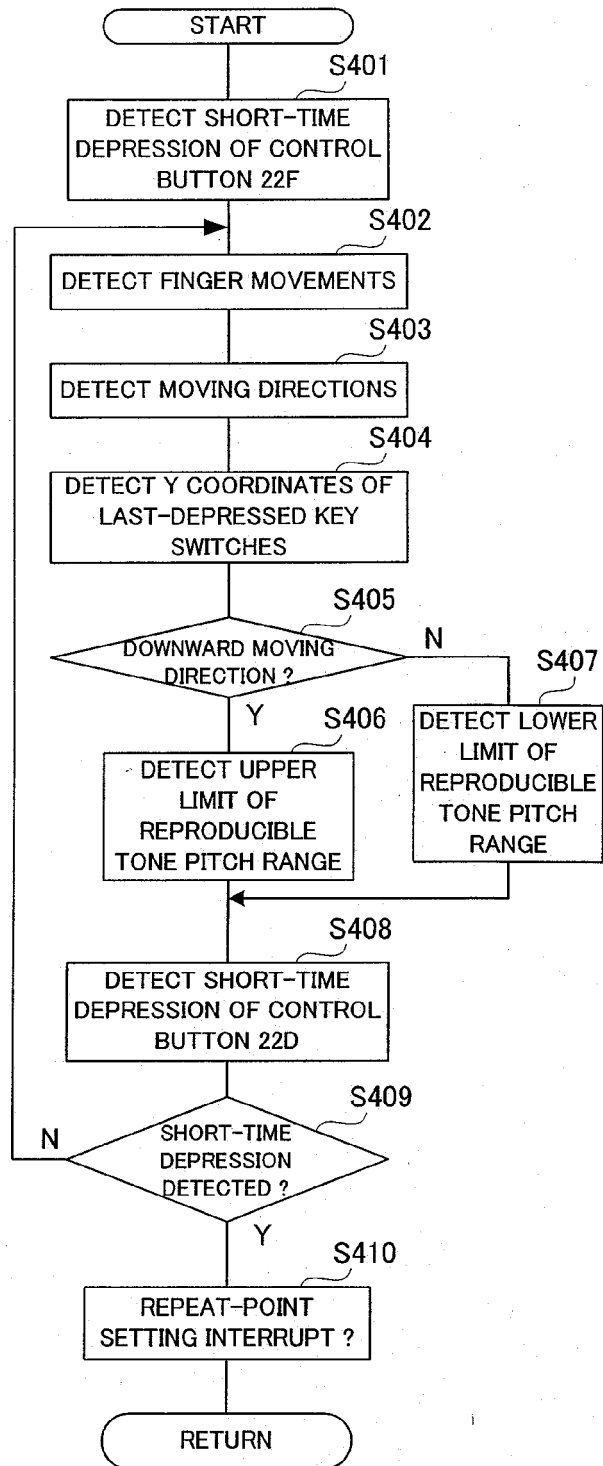 START
S401
DETECT SHORT-TIME
DEPRESSION OF CONTROL
BUTTON 22F
S402
DETECT FINGER MOVEMENTS
S403
DETECT MOVING DIRECTIONS
S404
DETECT Y COORDINATES OF
LAST-DEPRESSED KEY
SWITCHES
S405
DOWNWARD MOVING
DIRECTION ?
N
Y
S406
DETECT UPPER
LIMIT OF
REPRODUCIBLE
TONE PITCH RANGE
S407
DETECT LOWER
LIMIT OF
REPRODUCIBLE
TONE PITCH
RANGE
S408
DETECT SHORT-TIME
DEPRESSION OF CONTROL
BUTTON 22D
S409
SHORT-TIME
DEPRESSION
DETECTED ?
N
Y
S410
REPEAT-POINT
SETTING INTERRUPT ?
RETURN